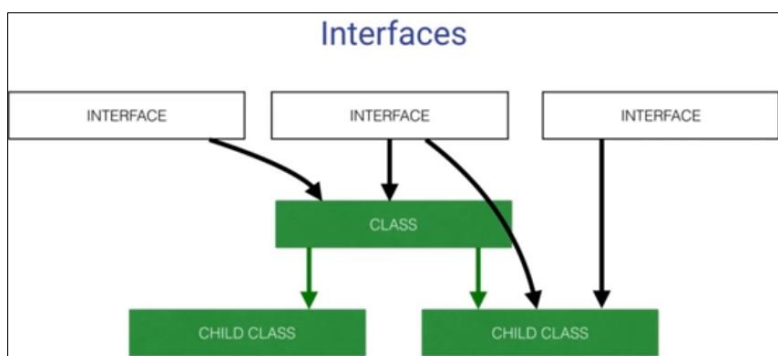 Interfaces
INTERFACE
INTERFACE
INTERFACE
CLASS
CHILD CLASS
CHILD CLASS